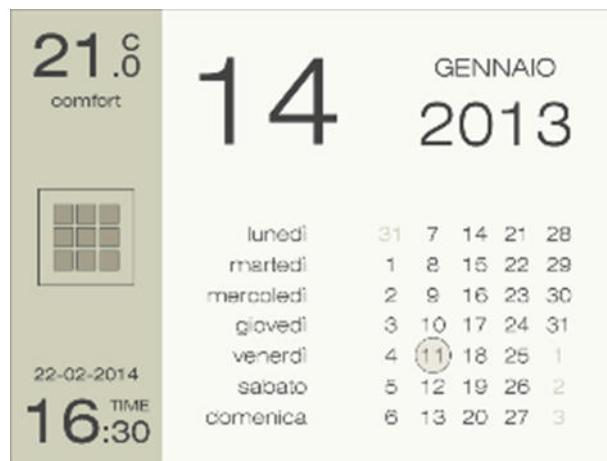 21.0 C
comfort
22-02-2014
16:30 TIME
14
GENNAIO
2013
lunedì 31 7 14 21 28
martedì 1 8 15 22 29
mercoledì 2 9 16 23 30
giovedì 3 10 17 24 31
venerdì 4 11 18 25 1
sabato 5 12 19 26 2
domenica 6 13 20 27 3